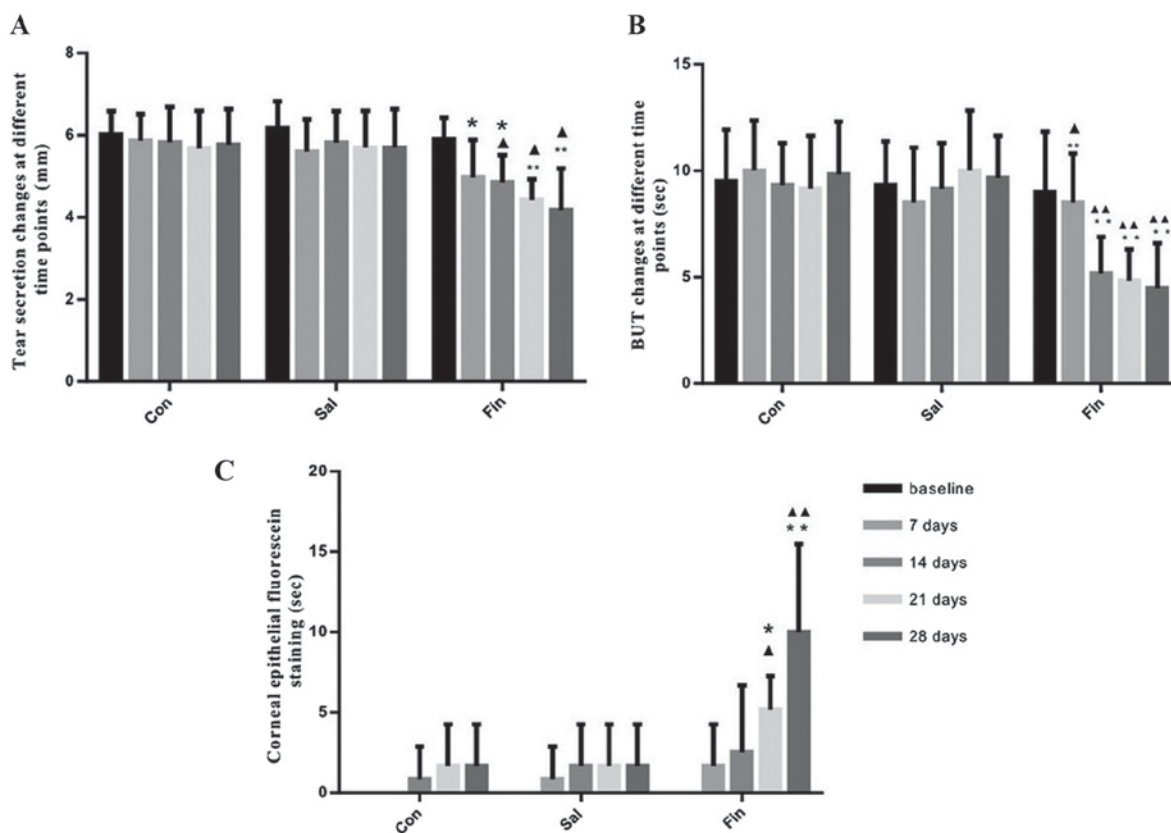 A
Tear secretion changes at different
time points (mm)
8
6
4
2
0
*
*
▲
▲
**
▲
**
Con
Sal
Fin
B
BUT changes at different time
points (sec)
15
10
5
0
▲
**
▲▲
**
▲▲
**
▲▲
**
Con
Sal
Fin
C
Corneal epithelial fluorescein
staining (sec)
20
15
10
5
0
*
▲
▲▲
**
Con
Sal
Fin
baseline
7 days
14 days
21 days
28 days